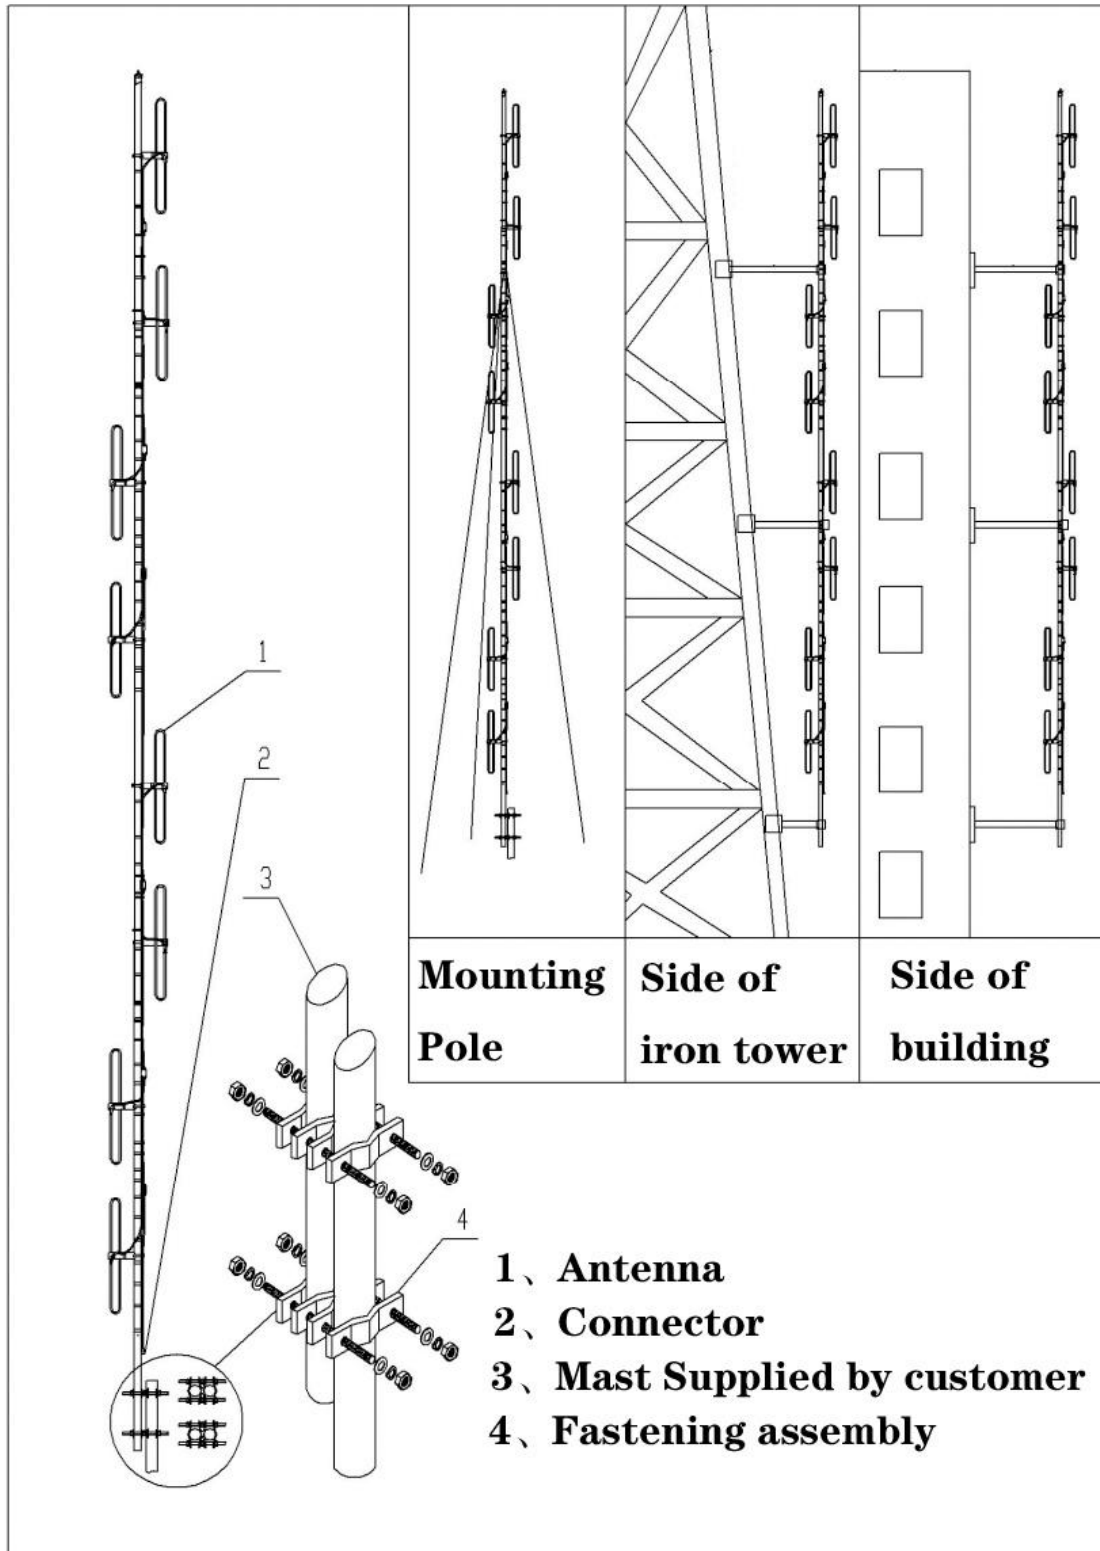 1
2
3
4
Mounting
Pole
Side of
iron tower
Side of
building
1、Antenna
2、Connector
3、Mast Supplied by customer
4、Fastening assembly